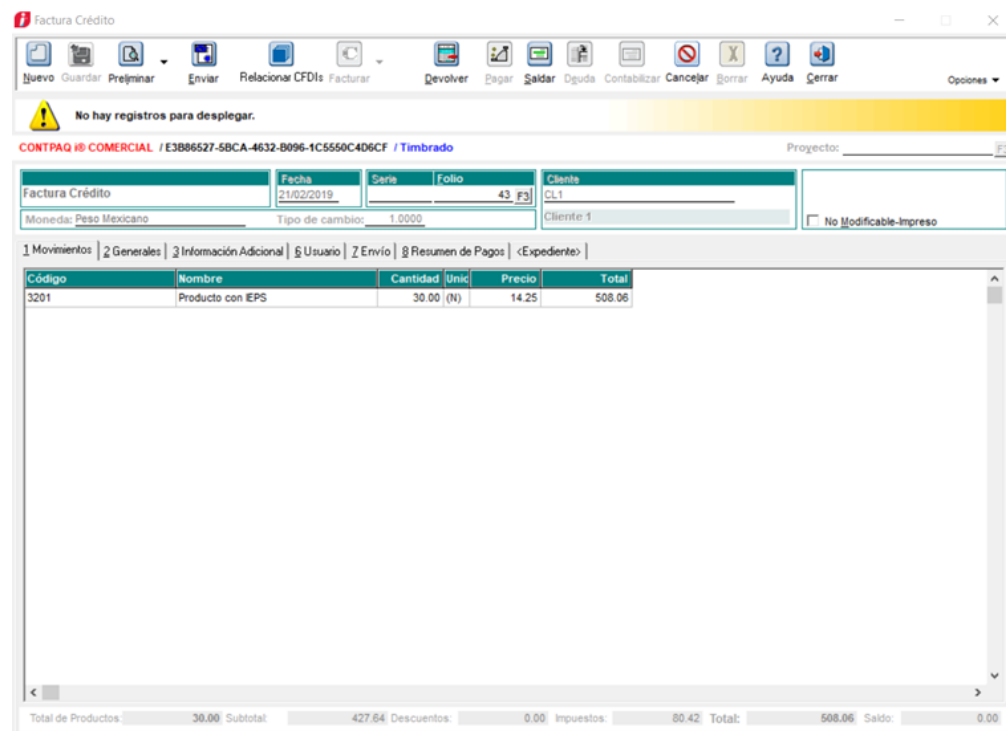 Factura Crédito
Nuevo Guardar Preliminar Enviar Relacionar CFDIs Facturar Devolver Pagar Saldar Deuda Contabilizar Cancelar Borrar Ayuda Cerrar Opciones
No hay registros para desplegar.
CONTPAQ i® COMERCIAL / E3B86527-5BCA-4632-B096-1C5550C4D6CF / Timbrado Proyecto: F3
Fecha Serie Folio Cliente
Factura Crédito 21/02/2019 43 F3 CL1
Moneda: Peso Mexicano Tipo de cambio: 1.0000 Cliente 1 No Modificable-Impreso
1 Movimientos 2 Generales 3 Información Adicional 6 Usuario 7 Envío 8 Resumen de Pagos <Expediente>
Código Nombre Cantidad Unic Precio Total
3201 Producto con IEPS 30.00 (N) 14.25 508.06
Total de Productos: 30.00 Subtotal: 427.64 Descuentos: 0.00 Impuestos: 80.42 Total: 508.06 Saldo: 0.00